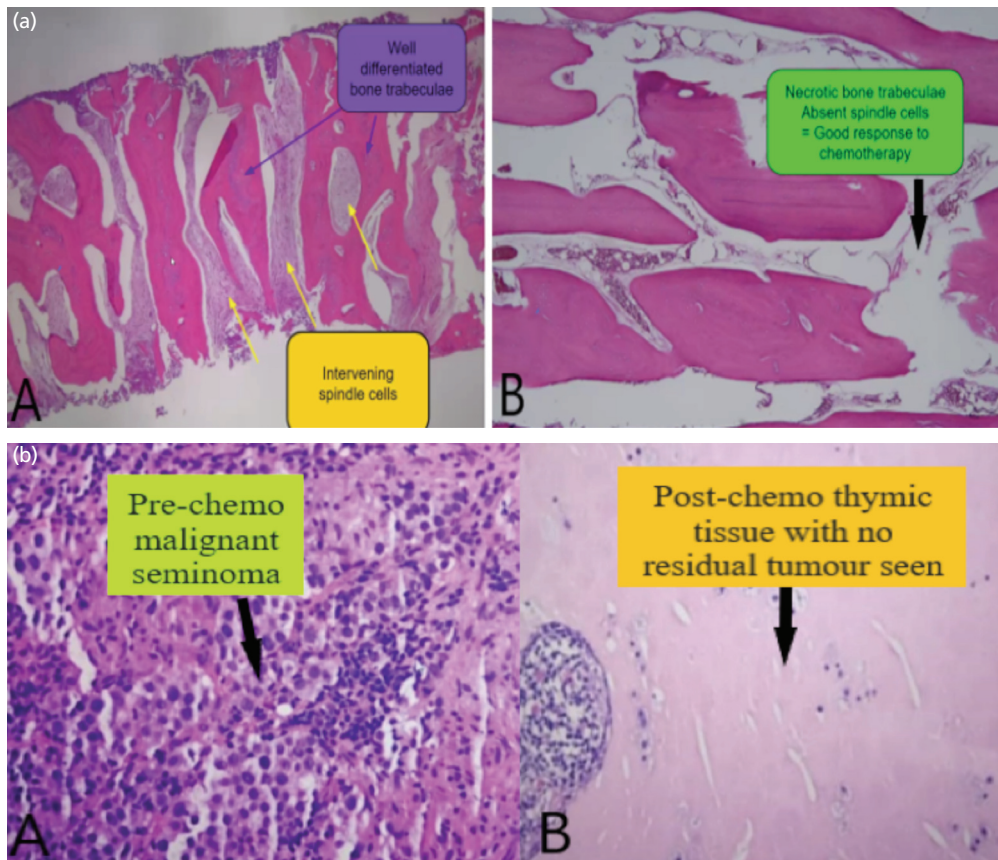 (a)
Well
differentiated
bone trabeculae
Intervening
spindle cells
A
Necrotic bone trabeculae
Absent spindle cells
= Good response to
chemotherapy
B
(b)
Pre-chemo
malignant
seminoma
A
Post-chemo thymic
tissue with no
residual tumour seen
B